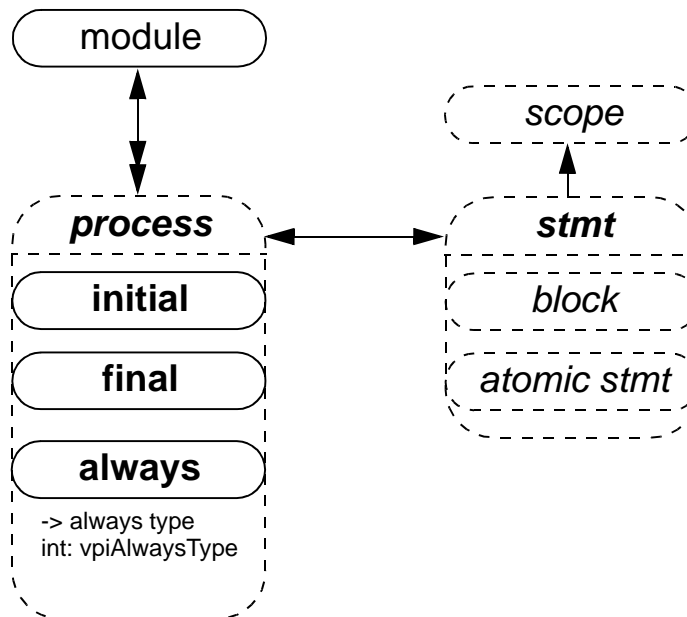 module
scope
process
stmt
initial
block
final
atomic stmt
always
-> always type
int: vpiAlwaysType